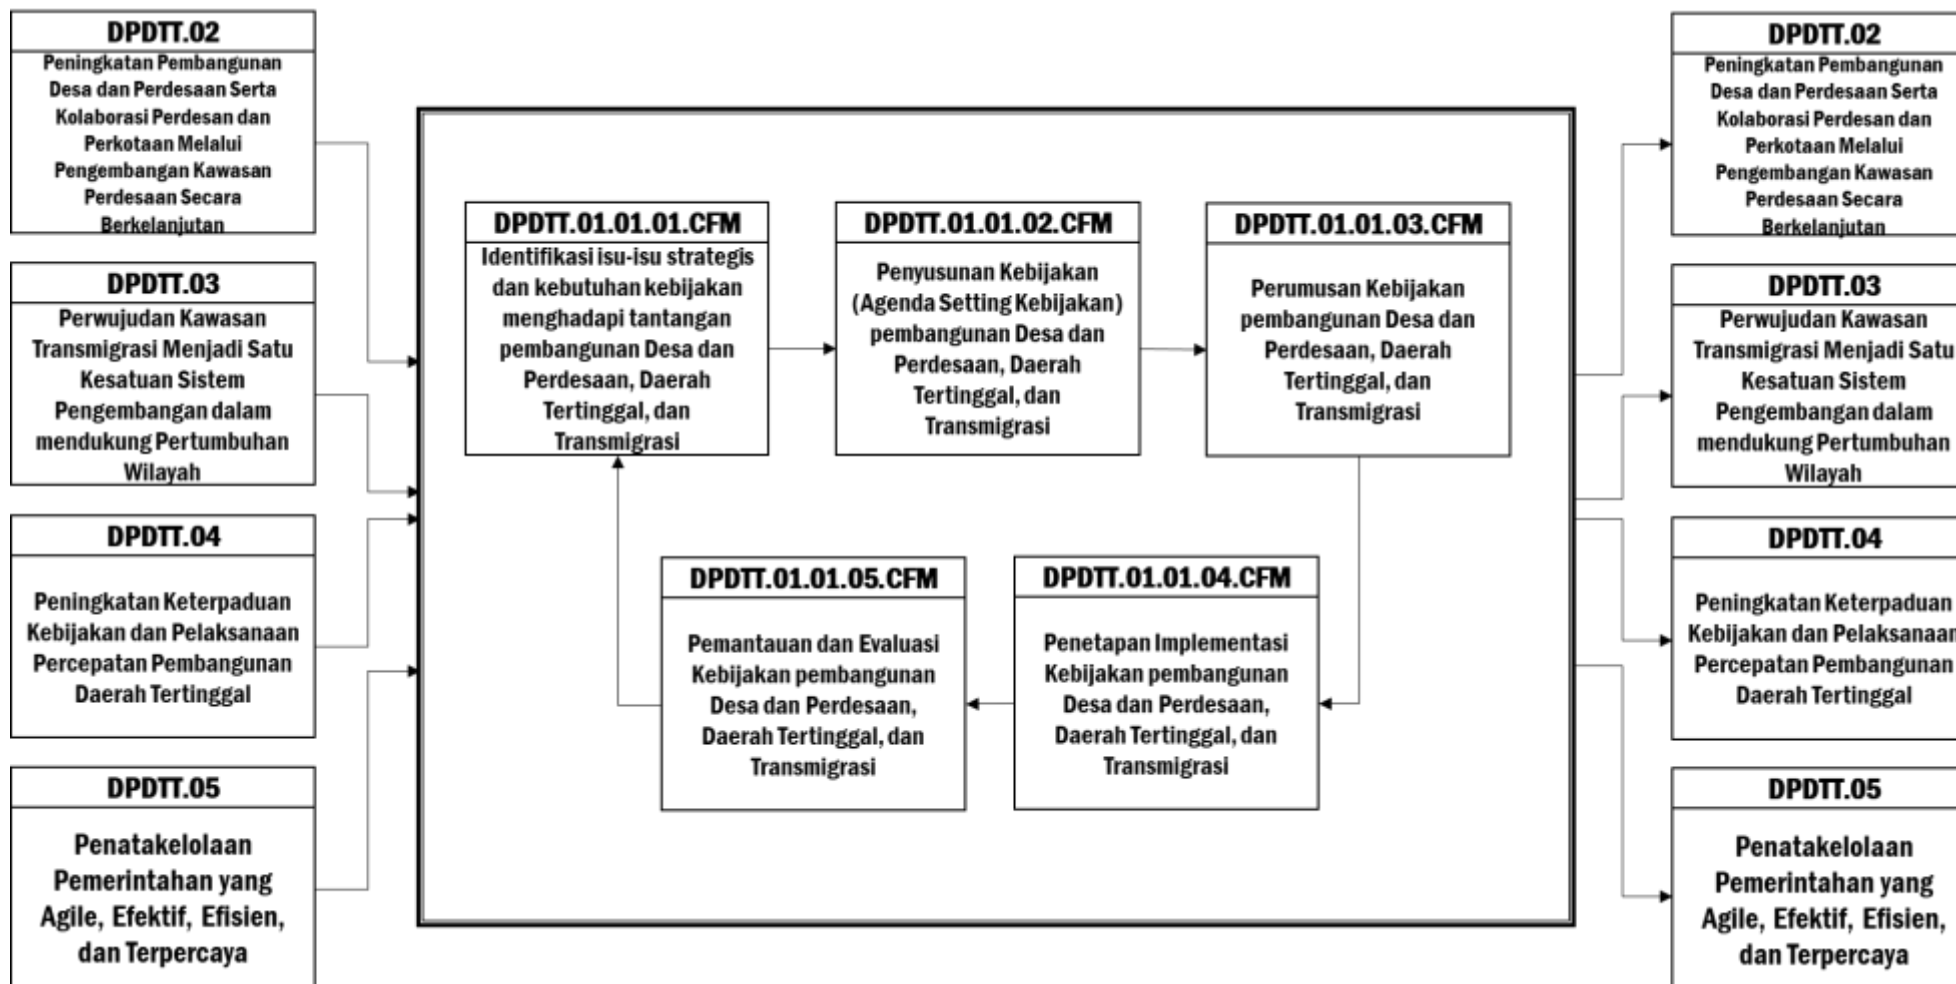 DPDTT.02
Peningkatan Pembangunan
Desa dan Perdesaan Serta
Kolaborasi Perdesan dan
Perkotaan Melalui
Pengembangan Kawasan
Perdesaan Secara
Berkelanjutan
DPDTT.03
Perwujudan Kawasan
Transmigrasi Menjadi Satu
Kesatuan Sistem
Pengembangan dalam
mendukung Pertumbuhan
Wilayah
DPDTT.04
Peningkatan Keterpaduan
Kebijakan dan Pelaksanaan
Percepatan Pembangunan
Daerah Tertinggal
DPDTT.05
Penatakelolaan
Pemerintahan yang
Agile, Efektif, Efisien,
dan Terpercaya
DPDTT.01.01.01.CFM
Identifikasi isu-isu strategis
dan kebutuhan kebijakan
menghadapi tantangan
pembangunan Desa dan
Perdesaan, Daerah
Tertinggal, dan
Transmigrasi
DPDTT.01.01.02.CFM
Penyusunan Kebijakan
(Agenda Setting Kebijakan)
pembangunan Desa dan
Perdesaan, Daerah
Tertinggal, dan
Transmigrasi
DPDTT.01.01.03.CFM
Perumusan Kebijakan
pembangunan Desa dan
Perdesaan, Daerah
Tertinggal, dan
Transmigrasi
DPDTT.01.01.05.CFM
Pemantauan dan Evaluasi
Kebijakan pembangunan
Desa dan Perdesaan,
Daerah Tertinggal, dan
Transmigrasi
DPDTT.01.01.04.CFM
Penetapan Implementasi
Kebijakan pembangunan
Desa dan Perdesaan,
Daerah Tertinggal, dan
Transmigrasi
DPDTT.02
Peningkatan Pembangunan
Desa dan Perdesaan Serta
Kolaborasi Perdesan dan
Perkotaan Melalui
Pengembangan Kawasan
Perdesaan Secara
Berkelanjutan
DPDTT.03
Perwujudan Kawasan
Transmigrasi Menjadi Satu
Kesatuan Sistem
Pengembangan dalam
mendukung Pertumbuhan
Wilayah
DPDTT.04
Peningkatan Keterpaduan
Kebijakan dan Pelaksanaan
Percepatan Pembangunan
Daerah Tertinggal
DPDTT.05
Penatakelolaan
Pemerintahan yang
Agile, Efektif, Efisien,
dan Terpercaya